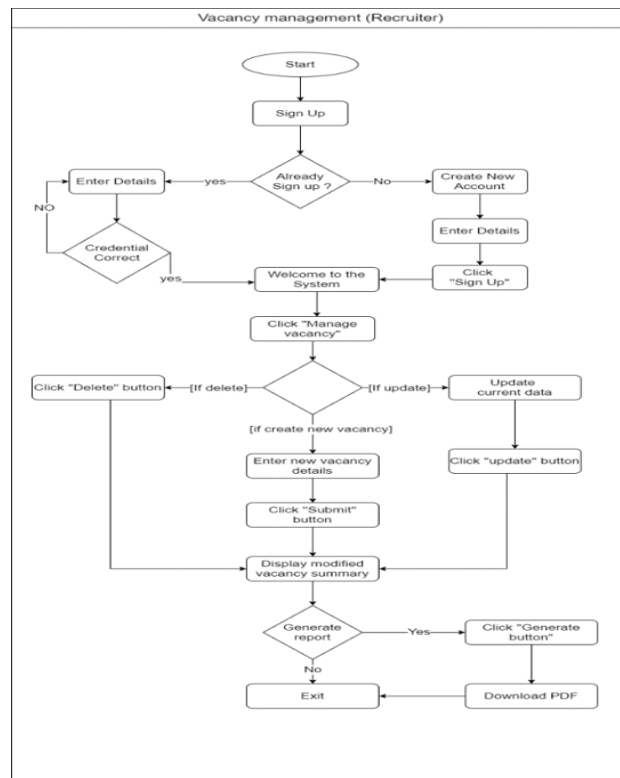 Vacancy management (Recruiter)
Start
Sign Up
Already
Sign up ?
yes
No
Enter Details
Create New
Account
NO
Enter Details
Credential
Correct
yes
Welcome to the
System
Click
"Sign Up"
Click "Manage
vacancy"
Click "Delete" button
[If delete]
[If update]
Update
current data
[if create new vacancy]
Enter new vacancy
details
Click "update" button
Click "Submit"
button
Display modified
vacancy summary
Generate
report
Yes
Click "Generate
button"
No
Exit
Download PDF